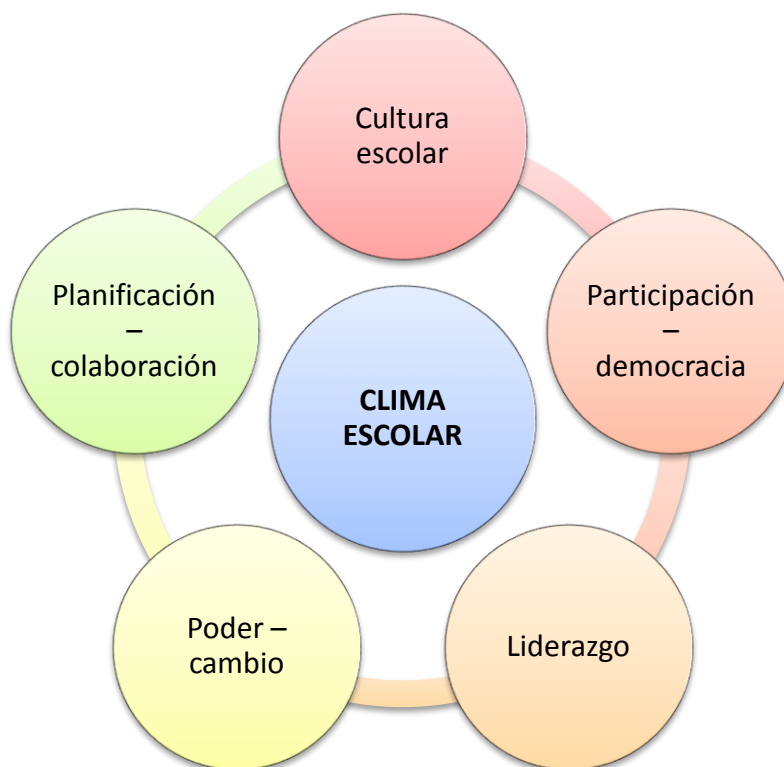 Cultura
escolar
Participación
–
democracia
Liderazgo
Poder –
cambio
Planificación
–
colaboración
CLIMA
ESCOLAR